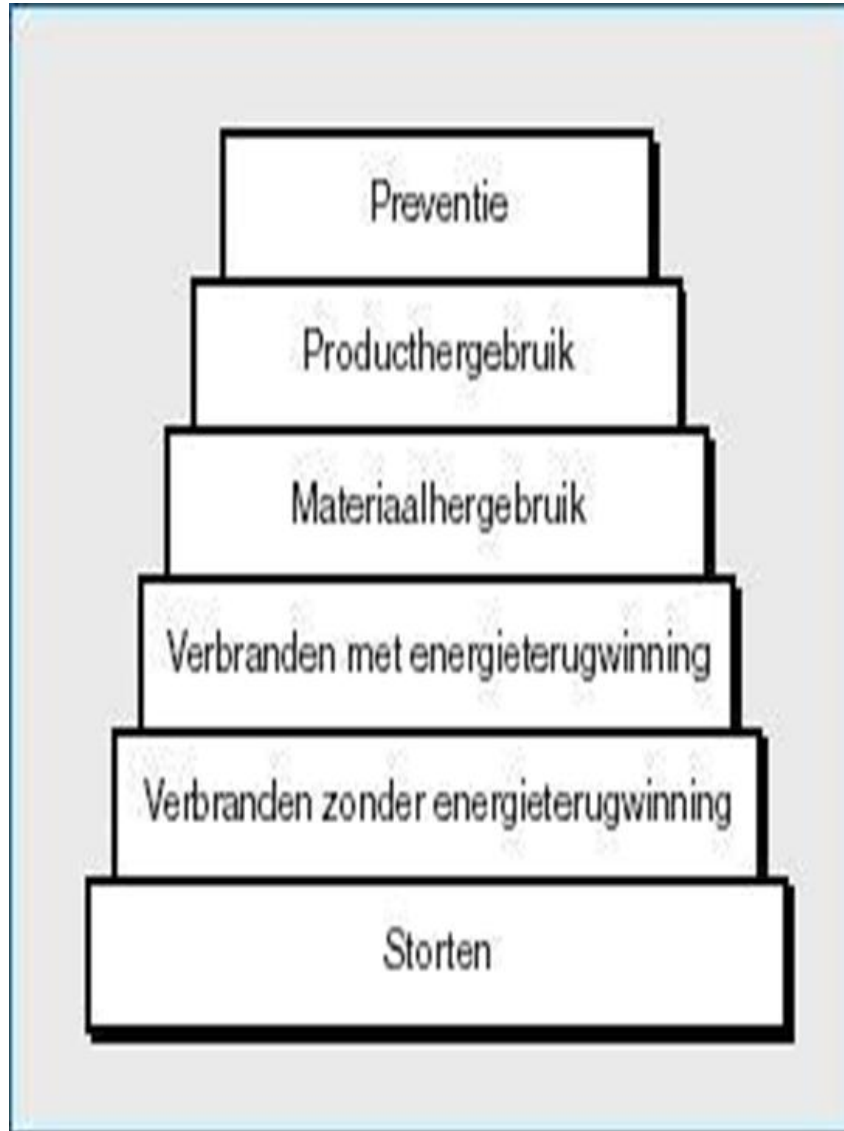 Preventie
Producthergebruik
Materiaalhergebruik
Verbranden met energieterugwinning
Verbranden zonder energieterugwinning
Storten